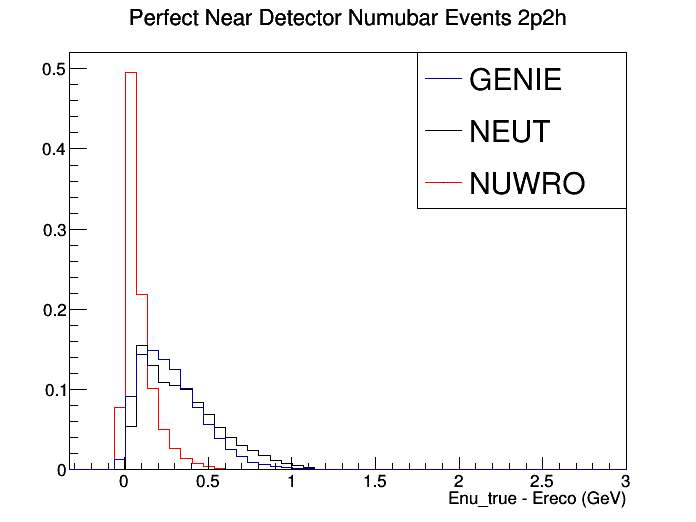 Perfect Near Detector Numubar Events 2p2h
GENIE
NEUT
NUWRO
0.5
0.4
0.3
0.2
0.1
0
0 0.5 1 1.5 2 2.5 3
Enu_true - Ereco (GeV)